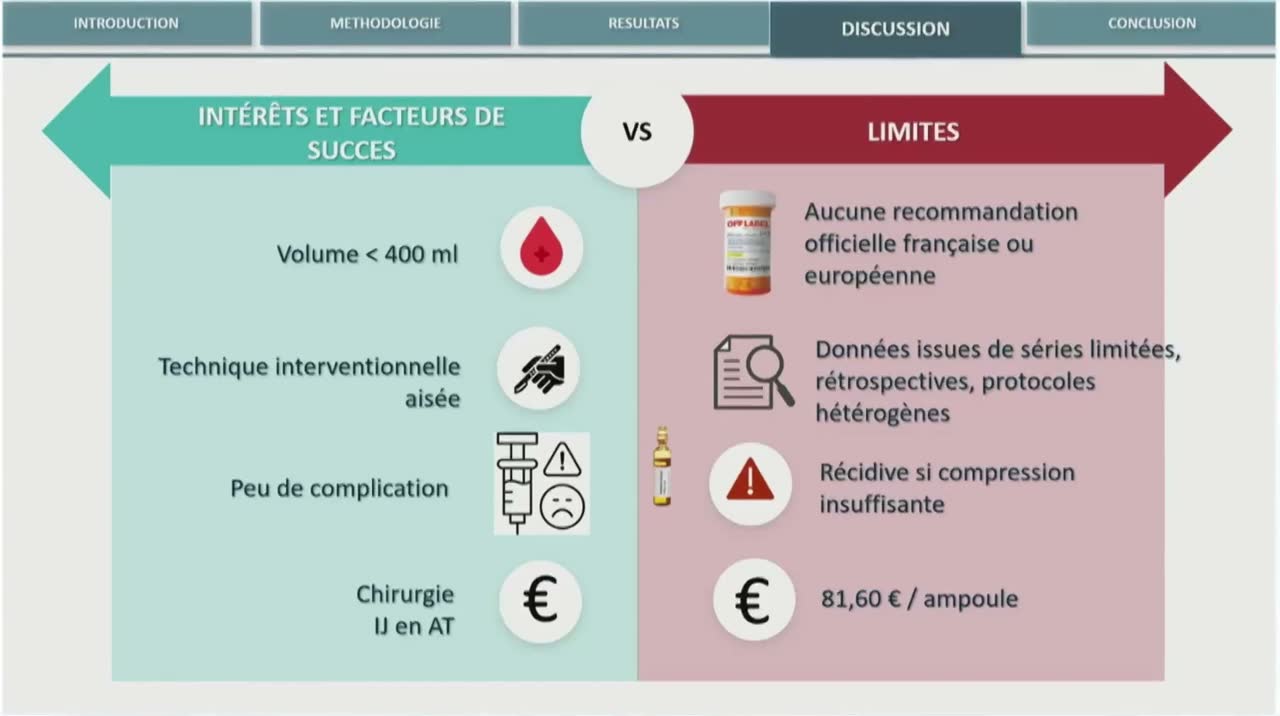 INTRODUCTION
METHODOLOGIE
RESULTATS
DISCUSSION
CONCLUSION
INTÉRÊTS ET FACTEURS DE
SUCCES
VS
LIMITES
Volume < 400 ml
Technique interventionnelle
aisée
Peu de complication
€
Chirurgie
IJ en AT
OFF LABEL
Aucune recommandation
officielle française ou
européenne
Données issues de séries limitées,
rétrospectives, protocoles
hétérogènes
Récidive si compression
insuffisante
€
81,60 € / ampoule